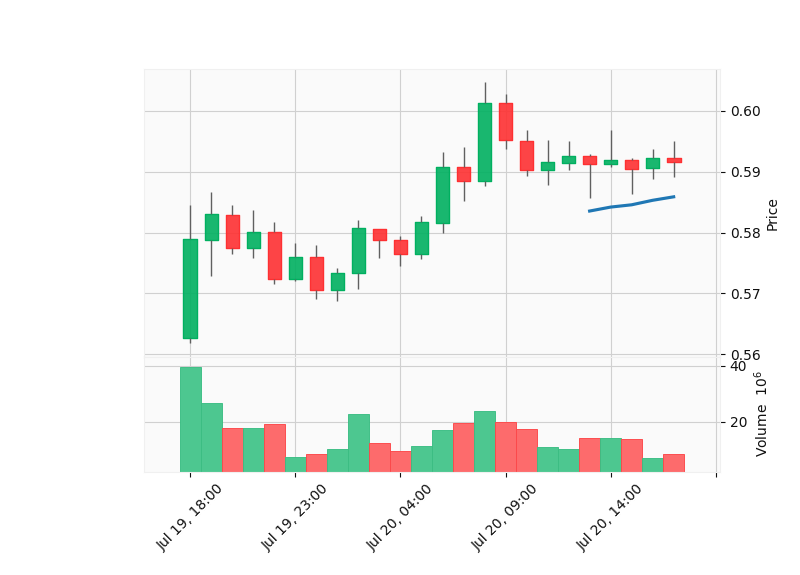 0.60
0.59
0.58
0.57
0.56
Price
40
20
Volume 10^6
Jul 19, 18:00
Jul 19, 23:00
Jul 20, 04:00
Jul 20, 09:00
Jul 20, 14:00